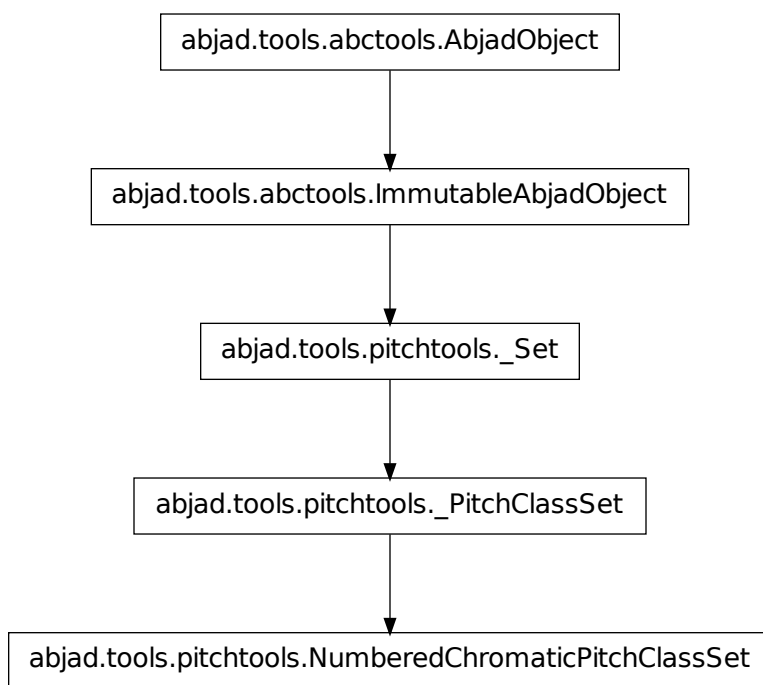 abjad.tools.abctools.AbjadObject
abjad.tools.abctools.ImmutableAbjadObject
abjad.tools.pitchtools._Set
abjad.tools.pitchtools._PitchClassSet
abjad.tools.pitchtools.NumberedChromaticPitchClassSet